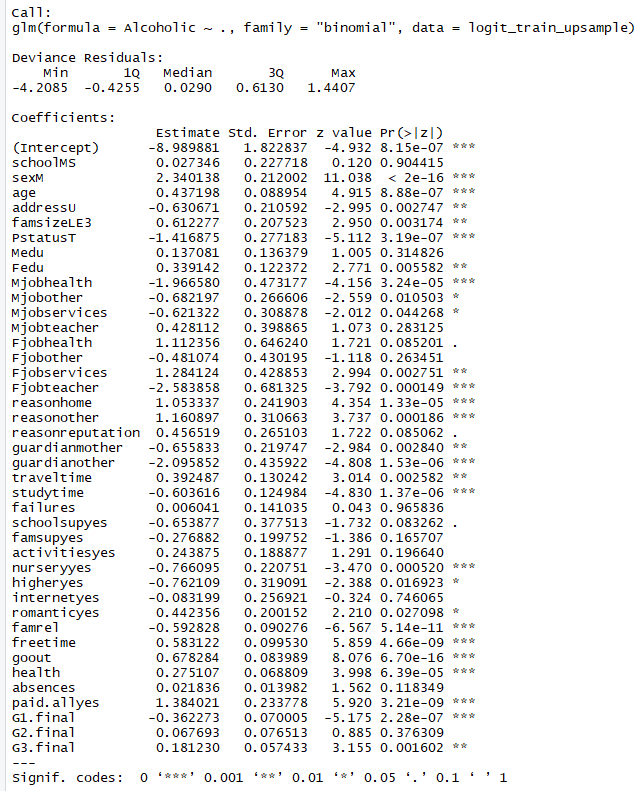 Call:
glm(formula = Alcoholic ~ ., family = "binomial", data = logit_train_upsample)
Deviance Residuals:
Min 1Q Median 3Q Max
-4.2085 -0.4255 0.0290 0.6130 1.4407
Coefficients:
Estimate Std. Error z value Pr(>|z|)
(Intercept) -8.989881 1.822837 -4.932 8.15e-07 ***
schoolMS 0.027346 0.227718 0.120 0.904415
sexM 2.340138 0.212002 11.038 < 2e-16 ***
age 0.437198 0.088954 4.915 8.88e-07 ***
addressU -0.630671 0.210592 -2.995 0.002747 **
famsizeLE3 0.612277 0.207523 2.950 0.003174 **
PstatusT -1.416875 0.277183 -5.112 3.19e-07 ***
Medu 0.137081 0.136379 1.005 0.314826
Fedu 0.339142 0.122372 2.771 0.005582 **
Mjobhealth -1.966580 0.473177 -4.156 3.24e-05 ***
Mjobother -0.682197 0.266606 -2.559 0.010503 *
Mjobservices -0.621322 0.308878 -2.012 0.044268 *
Mjobteacher 0.428112 0.398865 1.073 0.283125
Fjobhealth 1.112356 0.646240 1.721 0.085201 .
Fjobother -0.481074 0.430195 -1.118 0.263451
Fjobservices 1.284124 0.428853 2.994 0.002751 **
Fjobteacher -2.583858 0.681325 -3.792 0.000149 ***
reasonhome 1.053337 0.241903 4.354 1.33e-05 ***
reasonother 1.160897 0.310663 3.737 0.000186 ***
reasonreputation 0.456519 0.265103 1.722 0.085062 .
guardianmother -0.655833 0.219747 -2.984 0.002840 **
guardianother -2.095852 0.435922 -4.808 1.53e-06 ***
traveltime 0.392487 0.130242 3.014 0.002582 **
studytime -0.603616 0.124984 -4.830 1.37e-06 ***
failures 0.006041 0.141035 0.043 0.965836
schoolsupyes -0.653877 0.377513 -1.732 0.083262 .
famsupyes -0.276882 0.199752 -1.386 0.165707
activitiesyes 0.243875 0.188877 1.291 0.196640
nurseryyes -0.766095 0.220751 -3.470 0.000520 ***
higheryes -0.762109 0.319091 -2.388 0.016923 *
internetyes -0.083199 0.256921 -0.324 0.746065
romanticyes 0.442356 0.200152 2.210 0.027098 *
famrel -0.592828 0.090276 -6.567 5.14e-11 ***
freetime 0.583122 0.099530 5.859 4.66e-09 ***
goout 0.678284 0.083989 8.076 6.70e-16 ***
health 0.275107 0.068809 3.998 6.39e-05 ***
absences 0.021836 0.013982 1.562 0.118349
paid.allyes 1.384021 0.233778 5.920 3.21e-09 ***
G1.final -0.362273 0.070005 -5.175 2.28e-07 ***
G2.final 0.067693 0.076513 0.885 0.376309
G3.final 0.181230 0.057433 3.155 0.001602 **
---
Signif. codes: 0 ‘***’ 0.001 ‘**’ 0.01 ‘*’ 0.05 ‘.’ 0.1 ‘ ’ 1